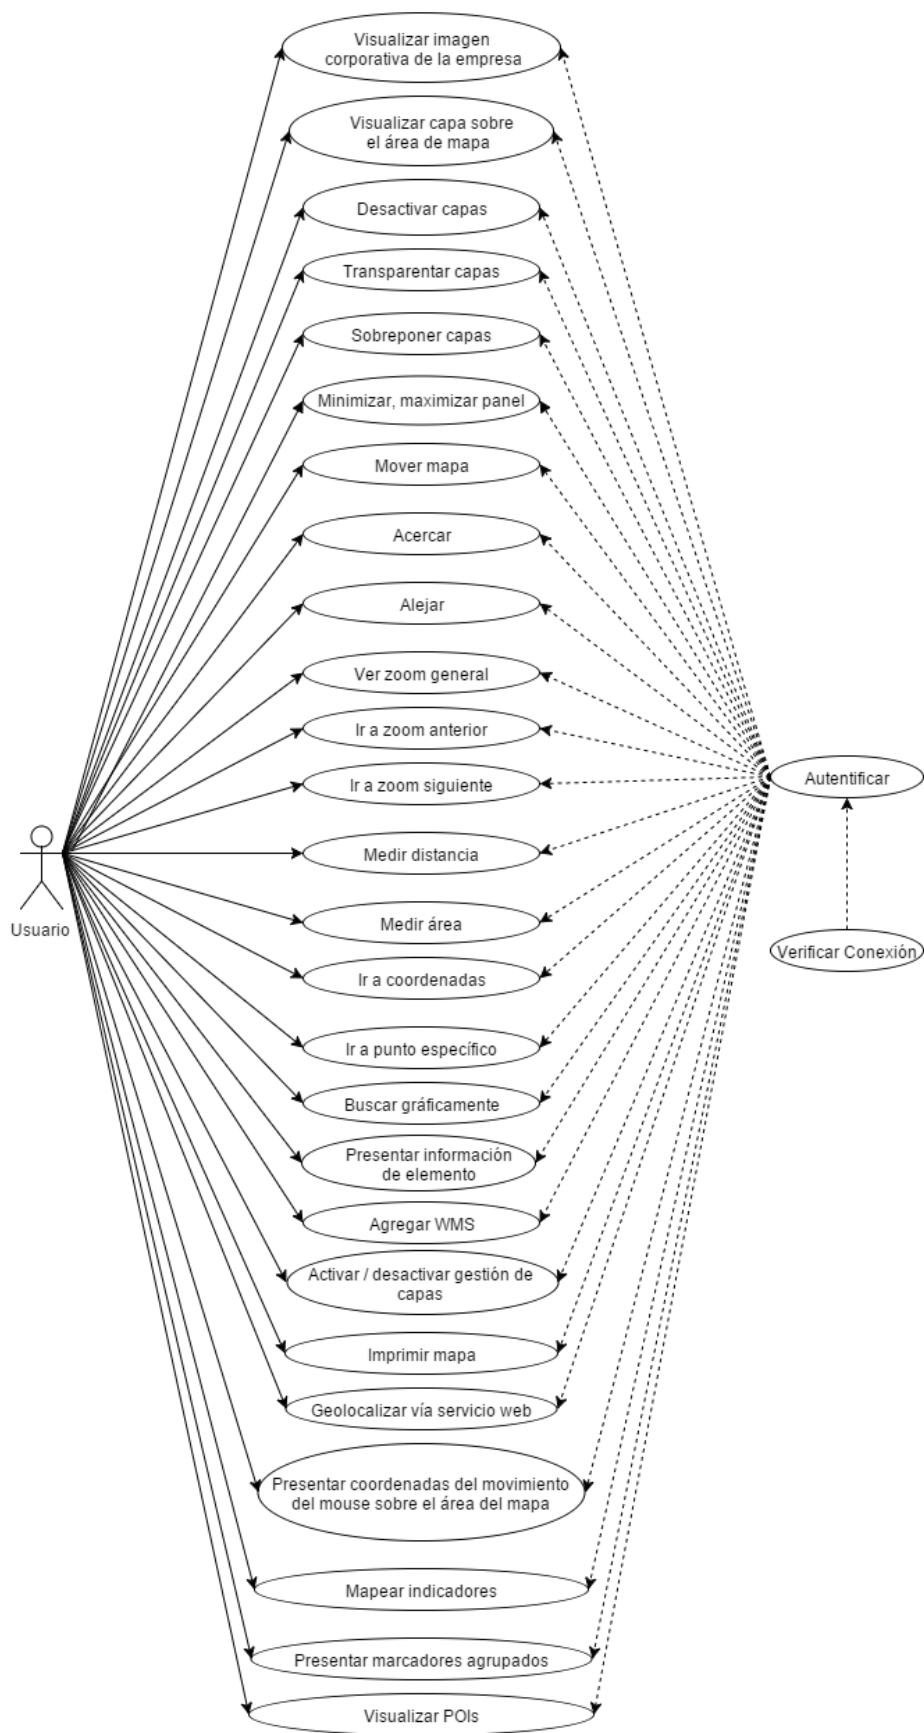 Visualizar imagen
corporativa de la empresa
Visualizar capa sobre
el área de mapa
Desactivar capas
Transparentar capas
Sobreponer capas
Minimizar, maximizar panel
Mover mapa
Acercar
Alejar
Ver zoom general
Ir a zoom anterior
Ir a zoom siguiente
Autentificar
Medir distancia
Usuario
Medir área
Verificar Conexión
Ir a coordenadas
Ir a punto específico
Buscar gráficamente
Presentar información
de elemento
Agregar WMS
Activar / desactivar gestión de
capas
Imprimir mapa
Geolocalizar vía servicio web
Presentar coordenadas del movimiento
del mouse sobre el área del mapa
Mapear indicadores
Presentar marcadores agrupados
Visualizar POIs